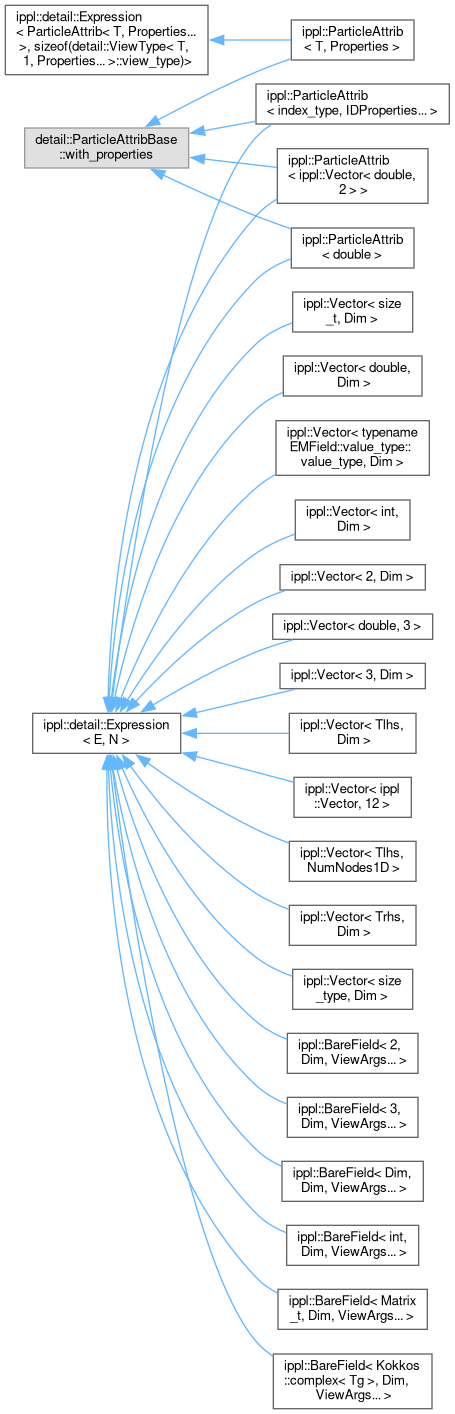 ippl::detail::Expression
< ParticleAttrib< T, Properties...
>, sizeof(detail::ViewType< T,
1, Properties... >::view_type)>
ippl::ParticleAttrib
< T, Properties >
ippl::ParticleAttrib
< index_type, IDProperties... >
detail::ParticleAttribBase
::with_properties
ippl::ParticleAttrib
< ippl::Vector< double,
2 > >
ippl::ParticleAttrib
< double >
ippl::Vector< size
_t, Dim >
ippl::Vector< double,
Dim >
ippl::Vector< typename
EMField::value_type::
value_type, Dim >
ippl::Vector< int,
Dim >
ippl::Vector< 2, Dim >
ippl::Vector< double, 3 >
ippl::Vector< 3, Dim >
ippl::detail::Expression
< E, N >
ippl::Vector< Tlhs,
Dim >
ippl::Vector< ippl
::Vector, 12 >
ippl::Vector< Tlhs,
NumNodes1D >
ippl::Vector< Trhs,
Dim >
ippl::Vector< size
_type, Dim >
ippl::BareField< 2,
Dim, ViewArgs... >
ippl::BareField< 3,
Dim, ViewArgs... >
ippl::BareField< Dim,
Dim, ViewArgs... >
ippl::BareField< int,
Dim, ViewArgs... >
ippl::BareField< Matrix
_t, Dim, ViewArgs... >
ippl::BareField< Kokkos
::complex< Tg >, Dim,
ViewArgs... >